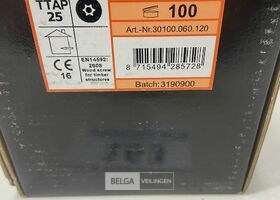 TTAP
25
100
Art.-Nr.30100.060.120
CE
16
EN14592:
2008
Wood screw
for timber
structures
8 715494 285728
Batch: 3190900
BELGA VEILINGEN